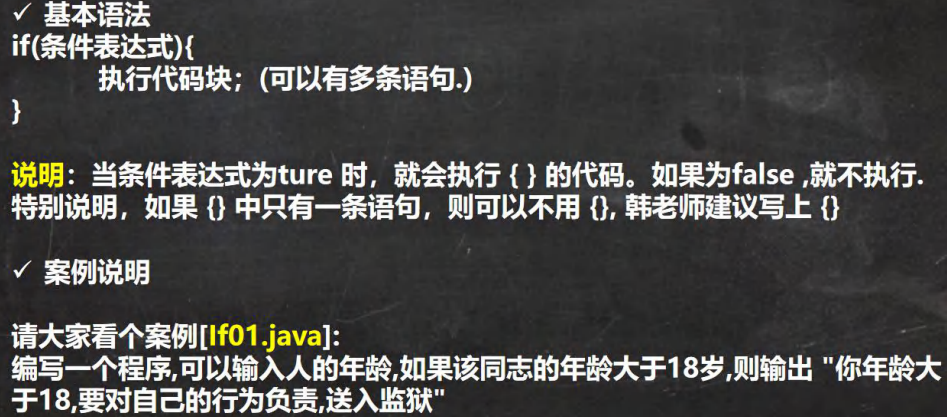 ✓ 基本语法
if(条件表达式){
执行代码块；(可以有多条语句.)
}
说明：当条件表达式为ture 时，就会执行 { } 的代码。如果为false ,就不执行.
特别说明，如果 {} 中只有一条语句，则可以不用 {}, 韩老师建议写上 {}
✓ 案例说明
请大家看个案例[If01.java]:
编写一个程序,可以输入人的年龄,如果该同志的年龄大于18岁,则输出 "你年龄大
于18,要对自己的行为负责,送入监狱"